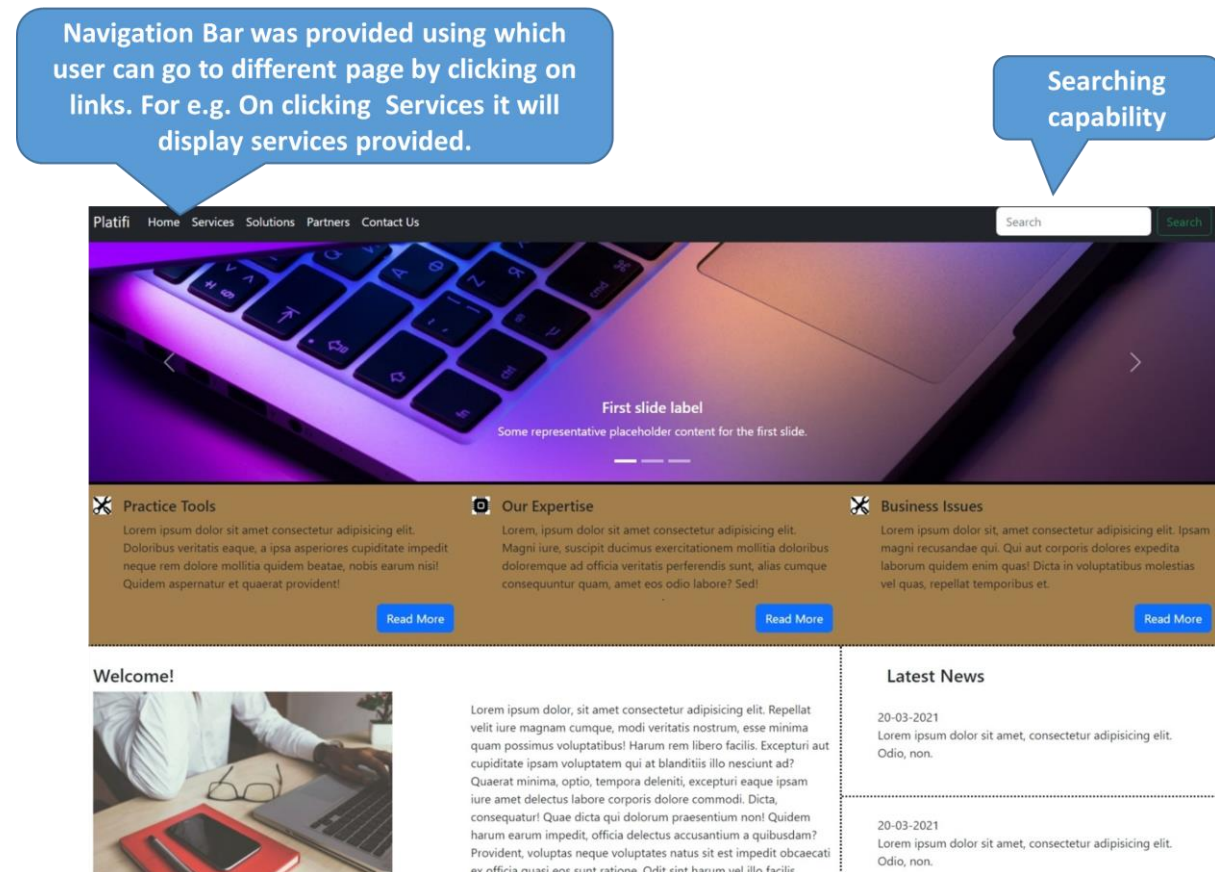 Navigation Bar was provided using which
user can go to different page by clicking on
links. For e.g. On clicking Services it will
display services provided.
Searching
capability
Platifi Home Services Solutions Partners Contact Us
Search
Search
First slide label
Some representative placeholder content for the first slide.
Practice Tools
Lorem ipsum dolor sit amet consectetur adipisicing elit.
Doloribus veritatis eaque, a ipsa asperiores cupiditate impedit
neque rem dolore mollitia quidem beatae, nobis earum nisi!
Quidem aspernatur et quaerat provident!
Read More
Our Expertise
Lorem, ipsum dolor sit amet consectetur adipisicing elit.
Magni iure, suscipit ducimus exercitationem mollitia doloribus
doloremque ad officia veritatis perferendis sunt, alias cumque
consequuntur quam, amet eos odio labore? Sed!
Read More
Business Issues
Lorem ipsum dolor sit, amet consectetur adipisicing elit. Ipsam
magni recusandae qui. Qui aut corporis dolores expedita
laborum quidem enim quas! Dicta in voluptatibus molestias
vel quas, repellat temporibus et.
Read More
Welcome!
Lorem ipsum dolor, sit amet consectetur adipisicing elit. Repellat
velit iure magnam cumque, modi veritatis nostrum, esse minima
quam possimus voluptatibus! Harum rem libero facilis. Excepturi aut
cupiditate ipsam voluptatem qui at blanditiis illo nesciunt ad?
Quaerat minima, optio, tempora deleniti, excepturi eaque ipsam
iure amet delectus labore corporis dolore commodi. Dicta,
consequatur! Quae dicta qui dolorum praesentium non! Quidem
harum earum impedit, officia delectus accusantium a quibusdam?
Provident, voluptas neque voluptates natus sit est impedit obcaecati
ex officia quasi eos sunt ratione. Odit sint harum vel illo facilis
Latest News
20-03-2021
Lorem ipsum dolor sit amet, consectetur adipisicing elit.
Odio, non.
20-03-2021
Lorem ipsum dolor sit amet, consectetur adipisicing elit.
Odio, non.